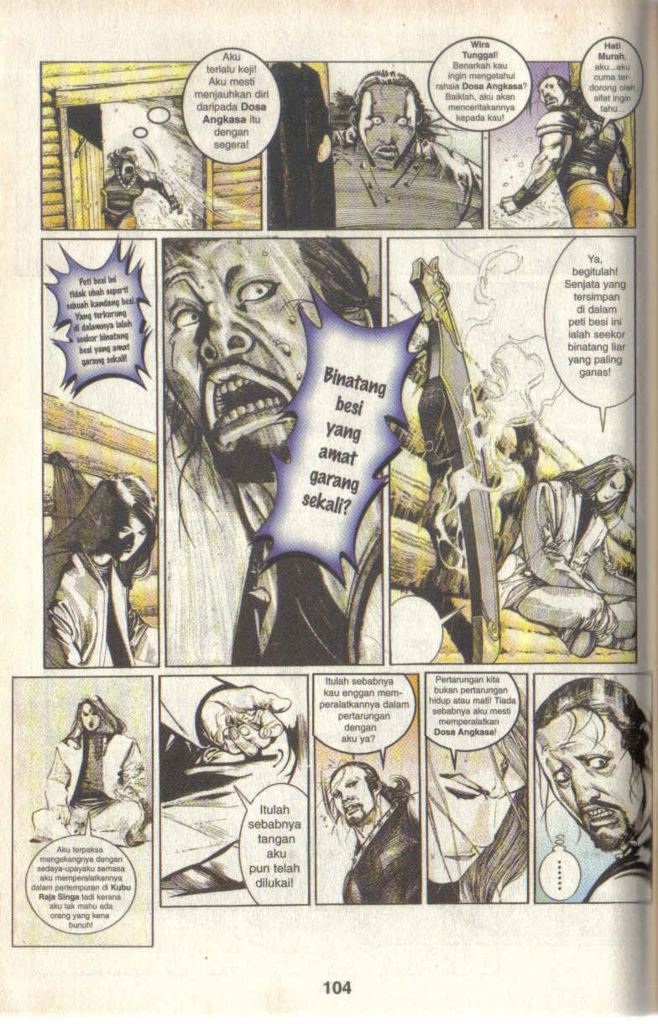 Aku
terlalu keji!
Aku mesti
menjauhkan diri
daripada Dosa
Angkasa itu
dengan
segera!
Wira
Tunggal!
Benarkah kau
ingin mengetahui
rahsia Dosa Angkasa?
Baiklah, aku akan
menceritakannya
kepada kau!
Hati
Murah,
aku...aku
cuma ter-
dorong oleh
sifat ingin
tahu...
Peti besi ini
tidak ubah seperti
sebuah kandang besi.
Yang terkurung
di dalamnya ialah
seekor binatang
besi yang amat
garang sekali!
Binatang
besi
yang
amat
garang
sekali?
Ya,
begitulah!
Senjata yang
tersimpan
di dalam
peti besi ini
ialah seekor
binatang liar
yang paling
ganas!
Aku terpaksa
mengekangnya dengan
sedaya-upayaku semasa
aku memperalatkannya
dalam pertempuran di Kubu
Raja Singa tadi kerana
aku tak mahu ada
orang yang kena
bunuh!
Itulah
sebabnya
tangan
aku
pun telah
dilukai!
Itulah sebabnya
kau enggan mem-
peralatkannya dalam
pertarungan
dengan
aku ya?
Pertarungan kita
bukan pertarungan
hidup atau mati! Tiada
sebabnya aku mesti
memperalatkan
Dosa Angkasa!
......
104